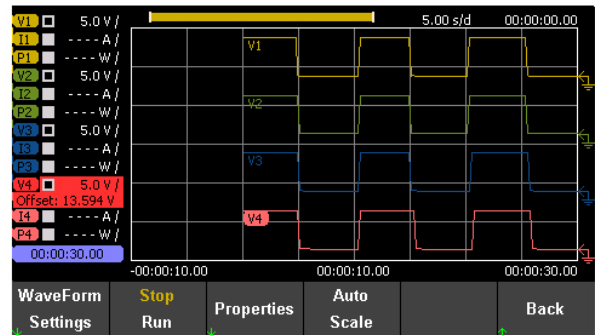 V1 5.0 V / 5.00 s/d 00:00:00.00
I1 ---- A /
P1 ---- W /
V2 5.0 V /
I2 ---- A /
P2 ---- W /
V3 5.0 V /
I3 ---- A /
P3 ---- W /
V4 5.0 V /
Offset: 13.594 V
I4 ---- A /
P4 ---- W /
00:00:30.00
V1
V2
V3
V4
-00:00:10.00 00:00:10.00 00:00:30.00
WaveForm Settings
Stop
Run
Properties
Auto Scale
Back